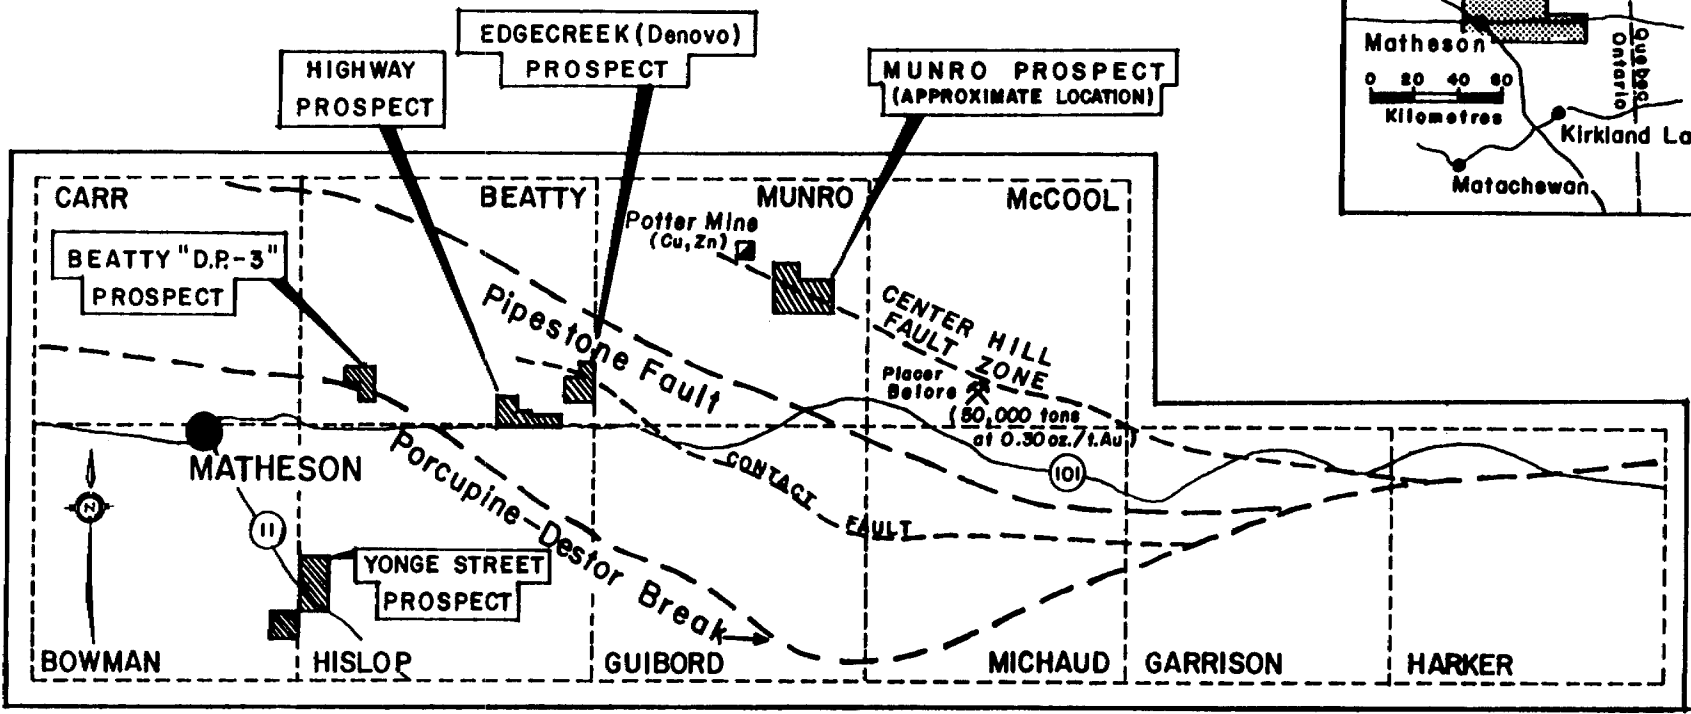 EDGECREEK (Denovo)
PROSPECT
HIGHWAY
PROSPECT
MUNRO PROSPECT
(APPROXIMATE LOCATION)
Matheson
0 20 40 60
Kilometres
Quebec
Ontario
Kirkland La
Matachewan
CARR
BEATTY
MUNRO
McCOOL
Potter Mine
(Cu, Zn)
BEATTY "D.P.-3"
PROSPECT
Pipestone Fault
CENTER HILL
FAULT ZONE
Placer
Before
(50,000 tons
at 0.30 oz./t. Au)
MATHESON
Porcupine-Destor Break
CONTACT FAULT
101
N
11
YONGE STREET
PROSPECT
BOWMAN
HISLOP
GUIBORD
MICHAUD
GARRISON
HARKER